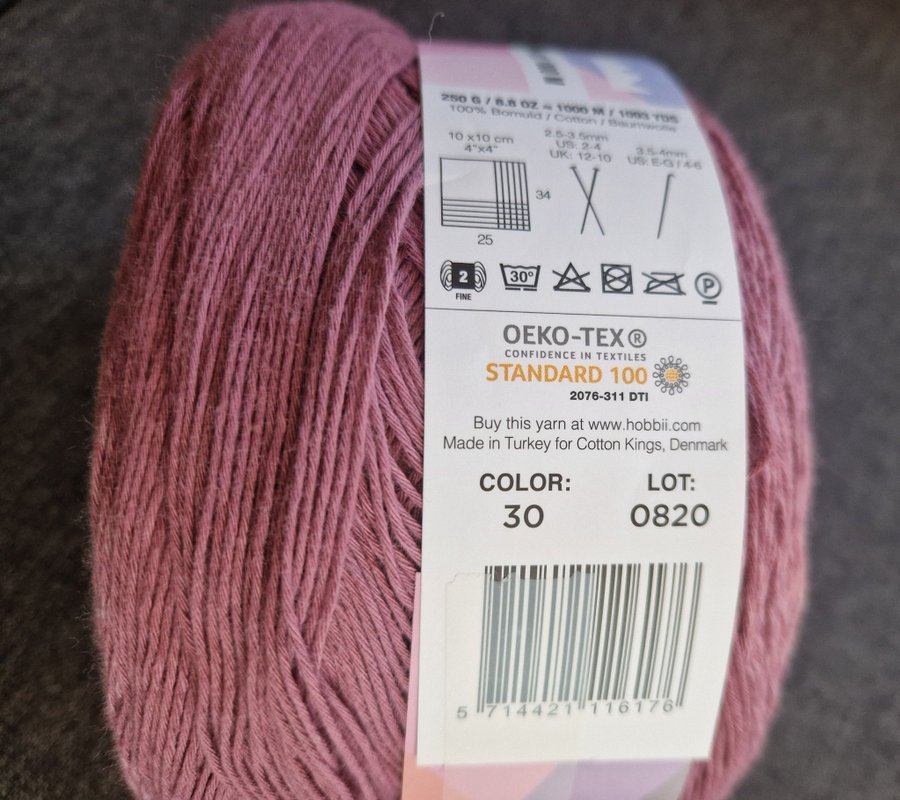 250 G / 8.8 OZ = 1000 M / 1093 YDS
100% Bomuld / Cotton / Baumwolle
10 x10 cm
4"x4"
34
25
2.5-3.5mm
US: 2-4
UK: 12-10
3.5-4mm
US: E-G / 4-6
2
FINE
30°
P
OEKO-TEX®
CONFIDENCE IN TEXTILES
STANDARD 100
2076-311 DTI
Buy this yarn at www.hobbii.com
Made in Turkey for Cotton Kings, Denmark
COLOR: LOT:
30 0820
5 714421 116176